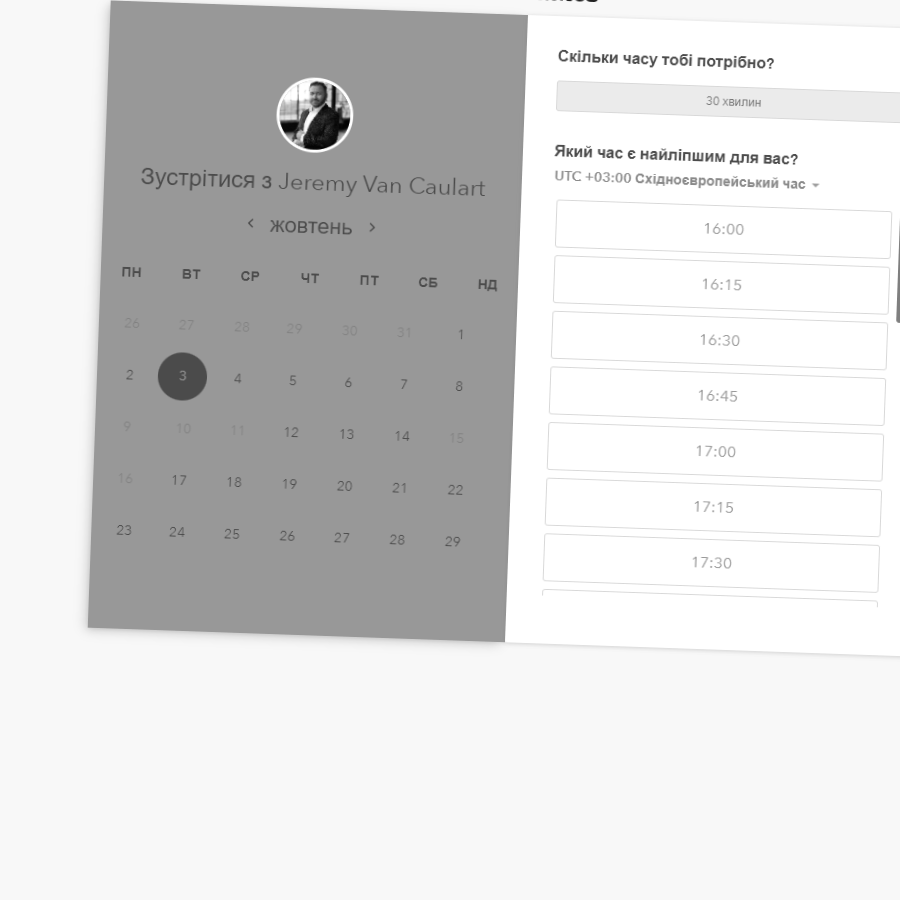 Зустрітися з Jeremy Van Caulart
жовтень
ПН ВТ СР ЧТ ПТ СБ НД
26 27 28 29 30 31 1
2 3 4 5 6 7 8
9 10 11 12 13 14 15
16 17 18 19 20 21 22
23 24 25 26 27 28 29
Скільки часу тобі потрібно?
30 хвилин
Який час є найліпшим для вас?
UTC +03:00 Східноєвропейський час
16:00
16:15
16:30
16:45
17:00
17:15
17:30